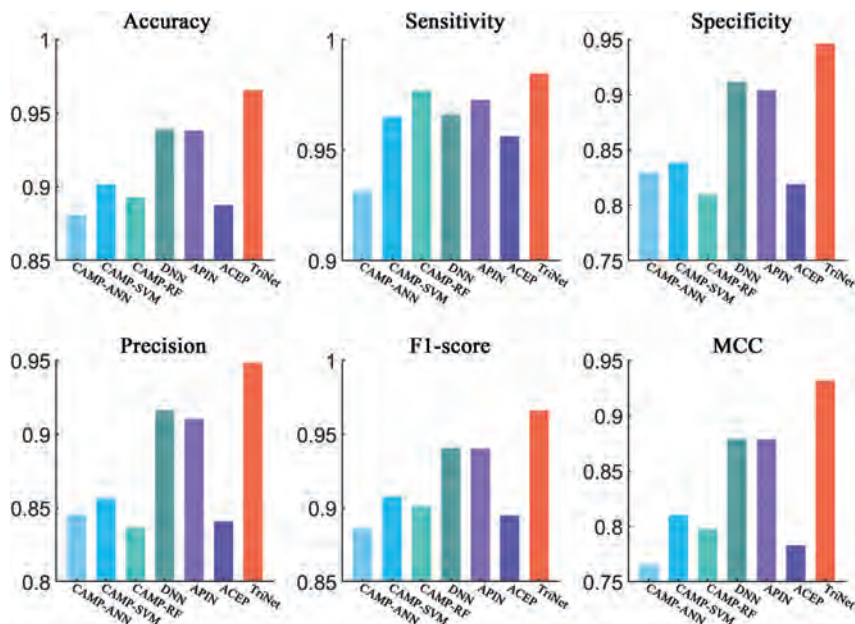 Accuracy
1
0.95
0.9
0.85
CAMP-ANN
CAMP-SVM
CAMP-RF
DNN
APIN
ACEP
TriNet
Sensitivity
1
0.95
0.9
CAMP-ANN
CAMP-SVM
CAMP-RF
DNN
APIN
ACEP
TriNet
Specificity
0.95
0.9
0.85
0.8
0.75
CAMP-ANN
CAMP-SVM
CAMP-RF
DNN
APIN
ACEP
TriNet
Precision
0.95
0.9
0.85
0.8
CAMP-ANN
CAMP-SVM
CAMP-RF
DNN
APIN
ACEP
TriNet
F1-score
1
0.95
0.9
0.85
CAMP-ANN
CAMP-SVM
CAMP-RF
DNN
APIN
ACEP
TriNet
MCC
0.95
0.9
0.85
0.8
0.75
CAMP-ANN
CAMP-SVM
CAMP-RF
DNN
APIN
ACEP
TriNet